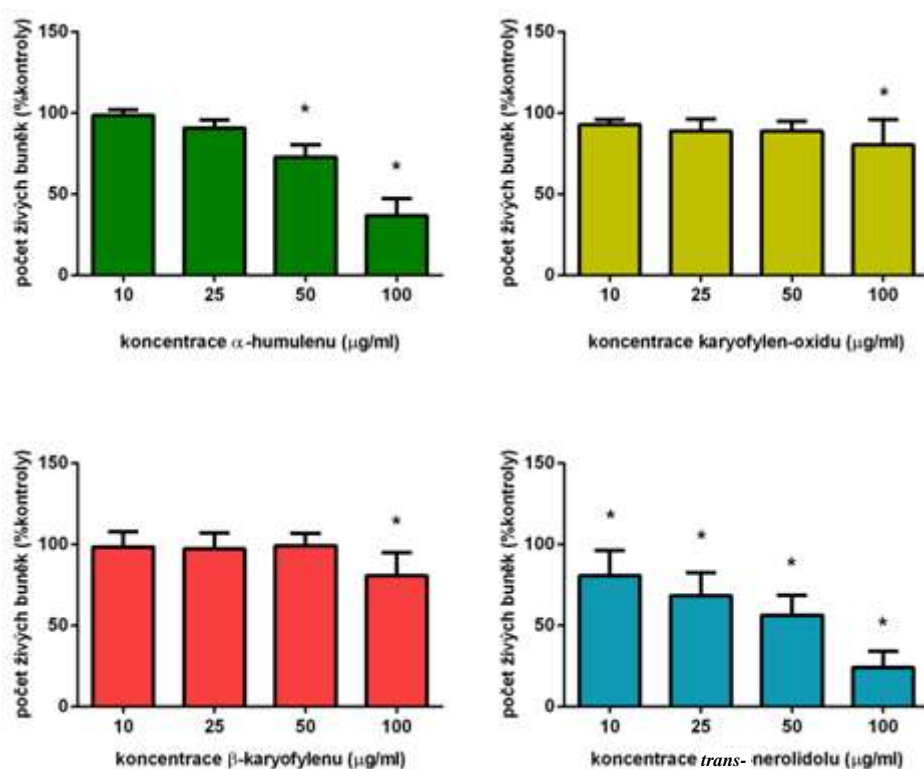 150
100
50
0
počet živých buněk (%kontroly)
*
*
10 25 50 100
koncentrace α-humulenu (μg/ml)
150
100
50
0
počet živých buněk (%kontroly)
*
10 25 50 100
koncentrace karyofylen-oxidu (μg/ml)
150
100
50
0
počet živých buněk (%kontroly)
*
10 25 50 100
koncentrace β-karyofylenu (μg/ml)
150
100
50
0
počet živých buněk (%kontroly)
*
*
*
*
10 25 50 100
koncentrace trans- nerolidolu (μg/ml)